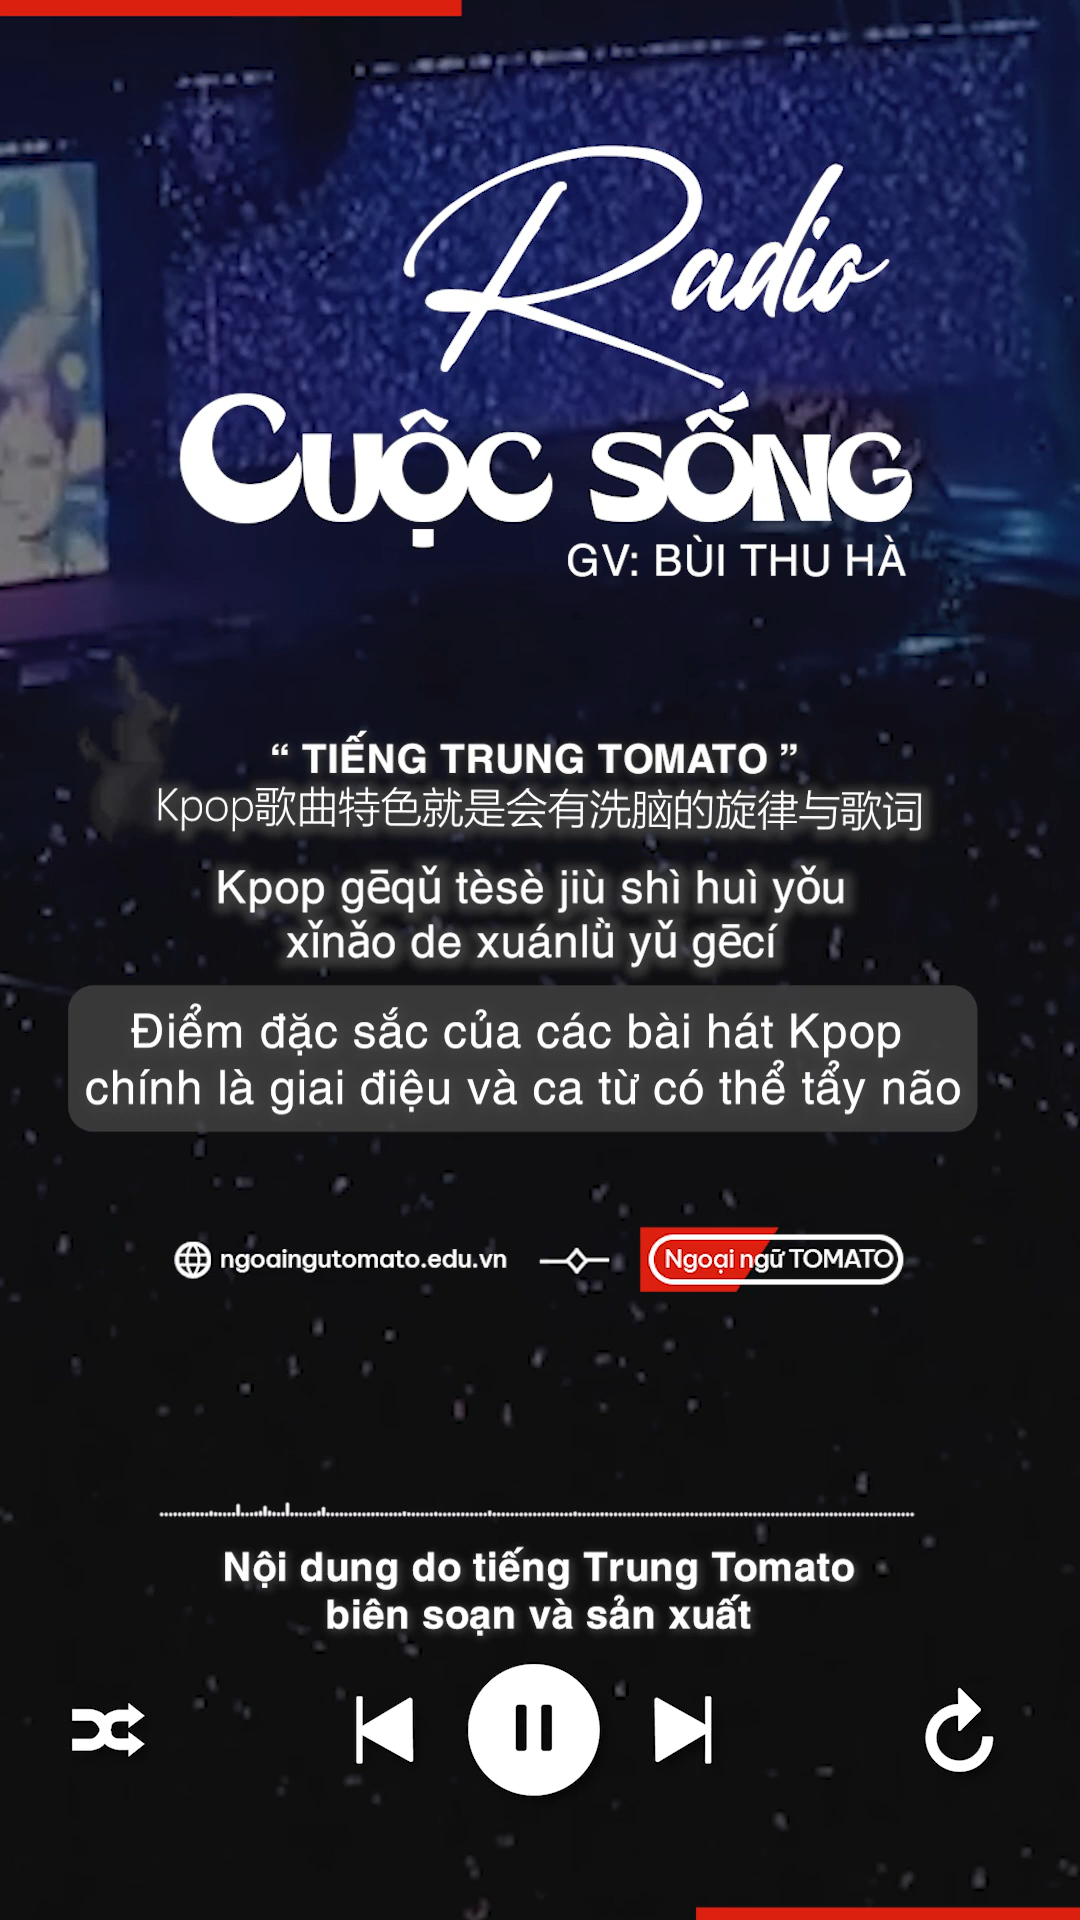 Radio
CUỘC SỐNG
GV: BÙI THU HÀ
“ TIẾNG TRUNG TOMATO ”
Kpop歌曲特色就是会有洗脑的旋律与歌词
Kpop gēqǔ tèsè jiù shì huì yǒu
xǐnǎo de xuánlǜ yǔ gēcí
Điểm đặc sắc của các bài hát Kpop
chính là giai điệu và ca từ có thể tẩy não
ngoaingutomato.edu.vn
Ngoại ngữ TOMATO
Nội dung do tiếng Trung Tomato
biên soạn và sản xuất